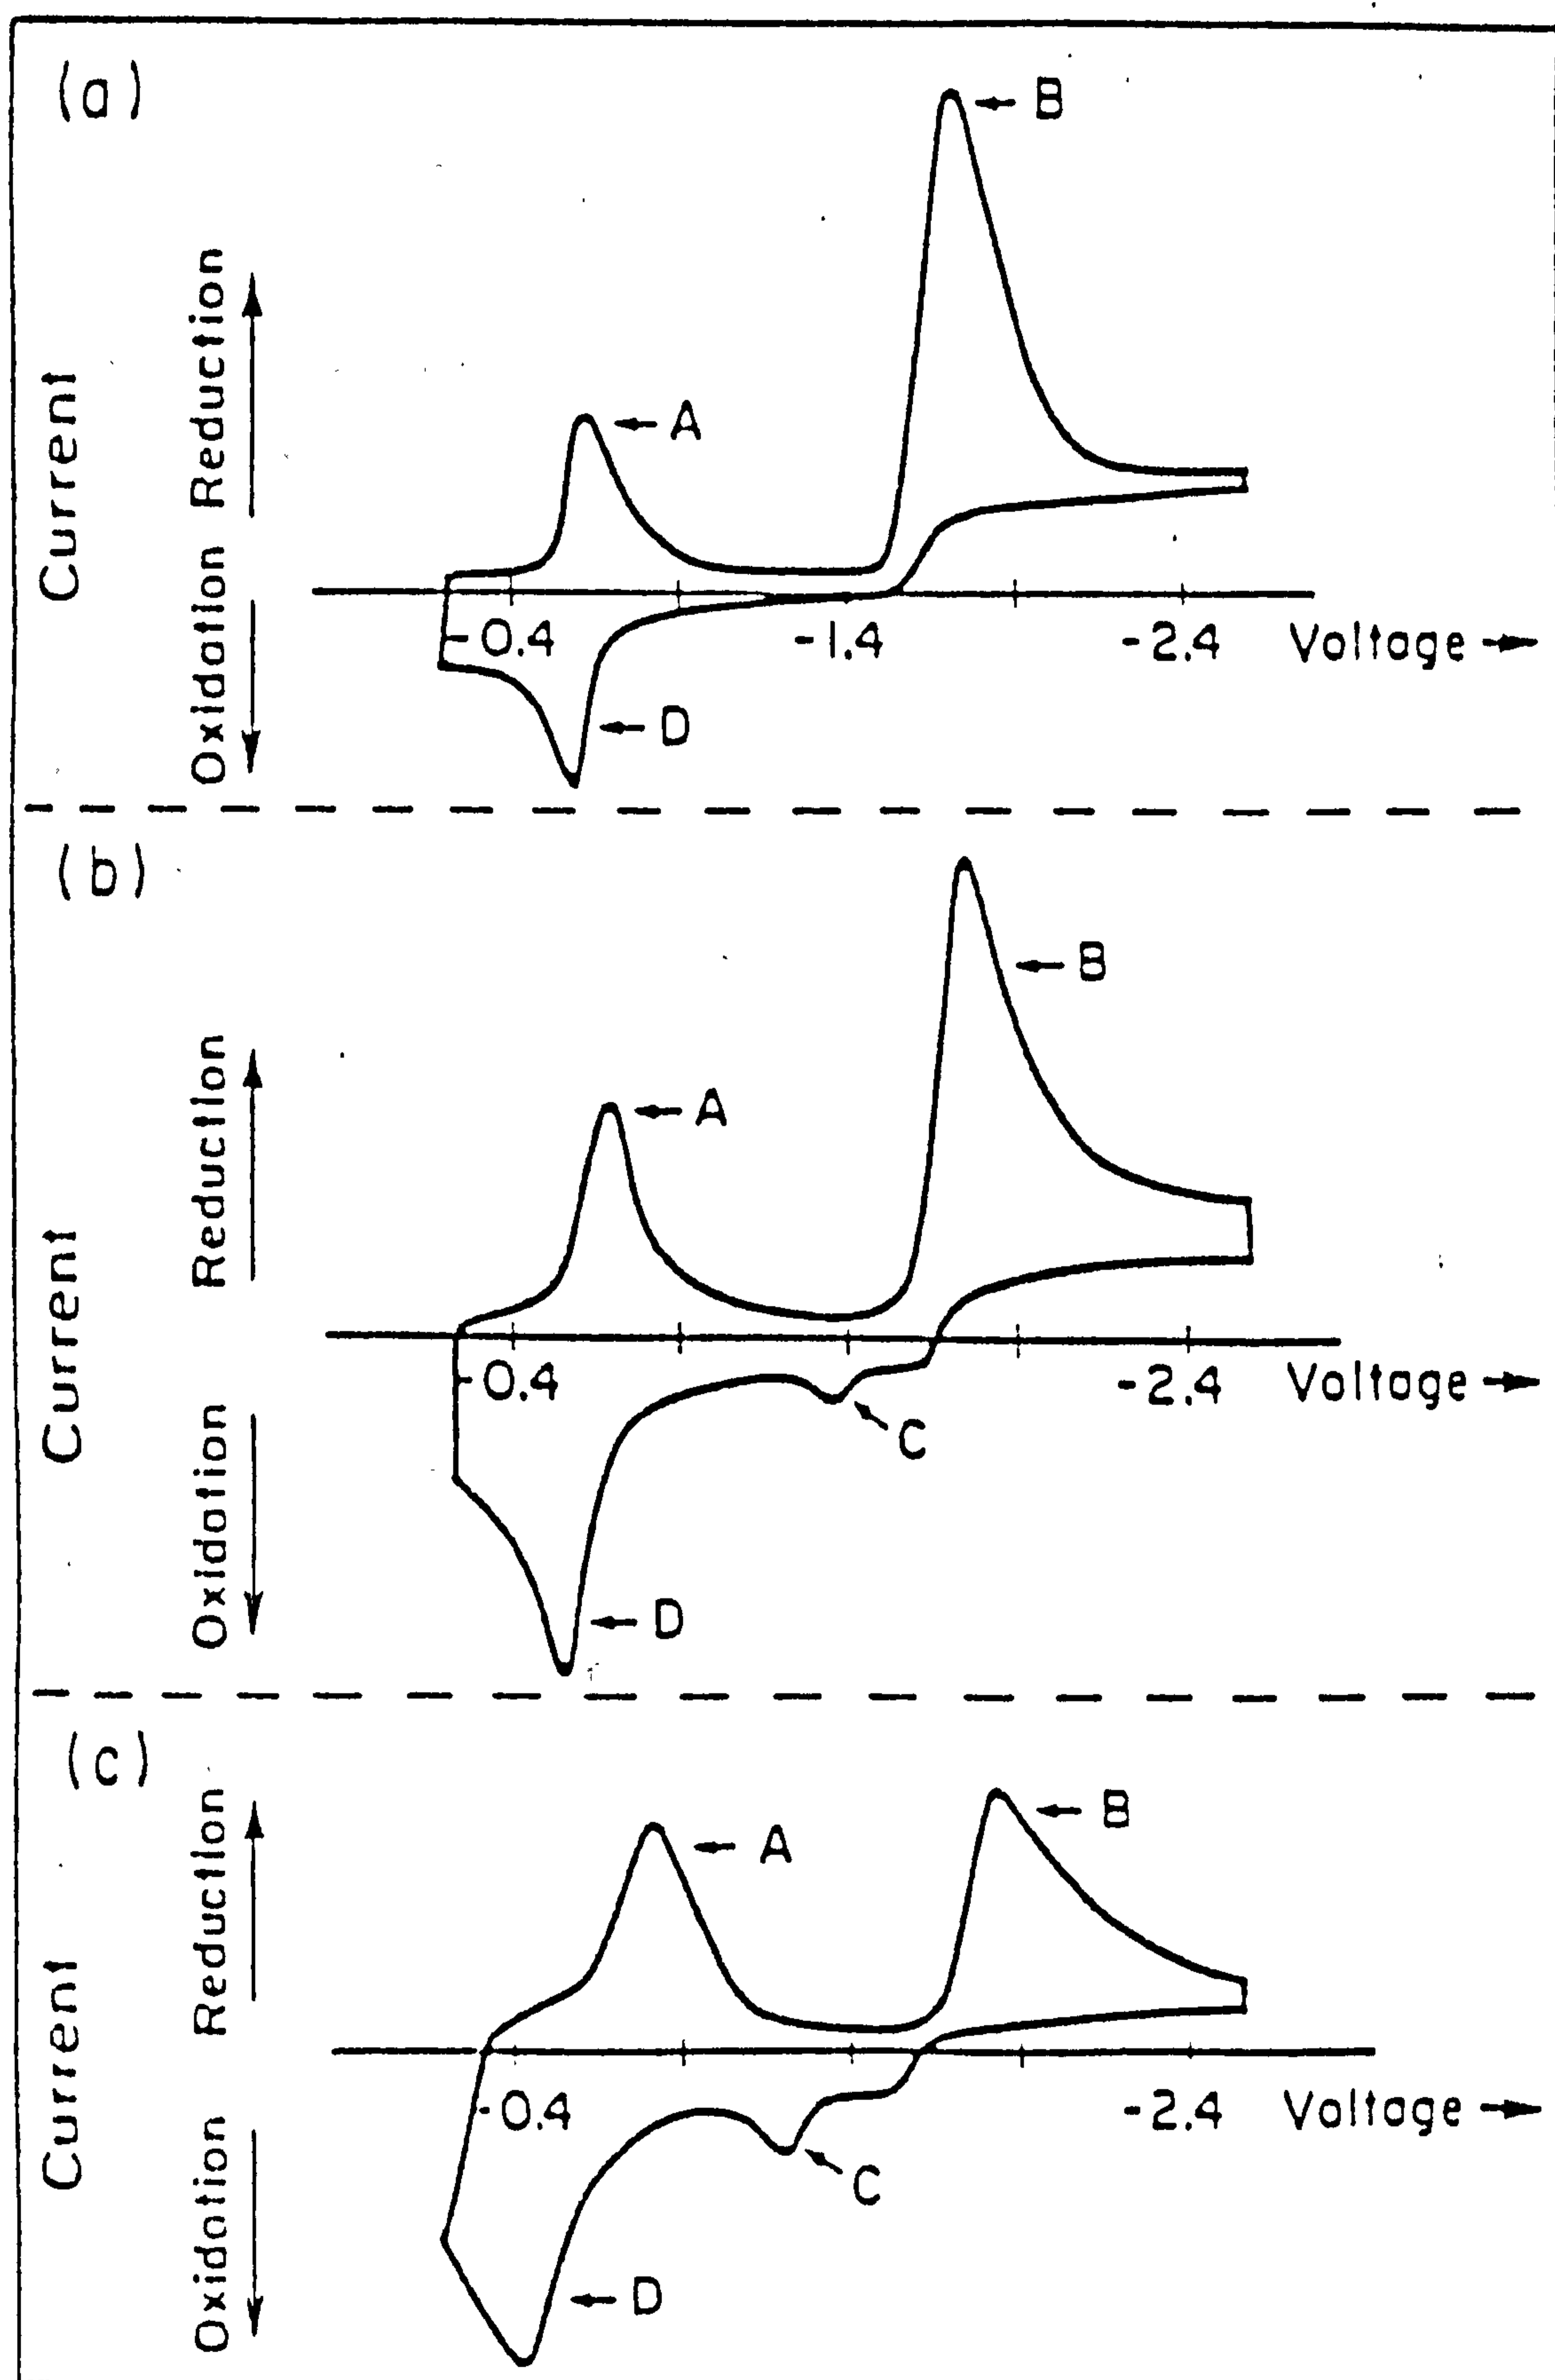 (a)
B
A
Current
Oxidation Reduction
-0.4
-1.4
-2.4
Voltage
D
(b)
B
A
Current
Oxidation Reduction
-0.4
-2.4
Voltage
C
D
(c)
B
A
Current
Oxidation Reduction
-0.4
-2.4
Voltage
C
D